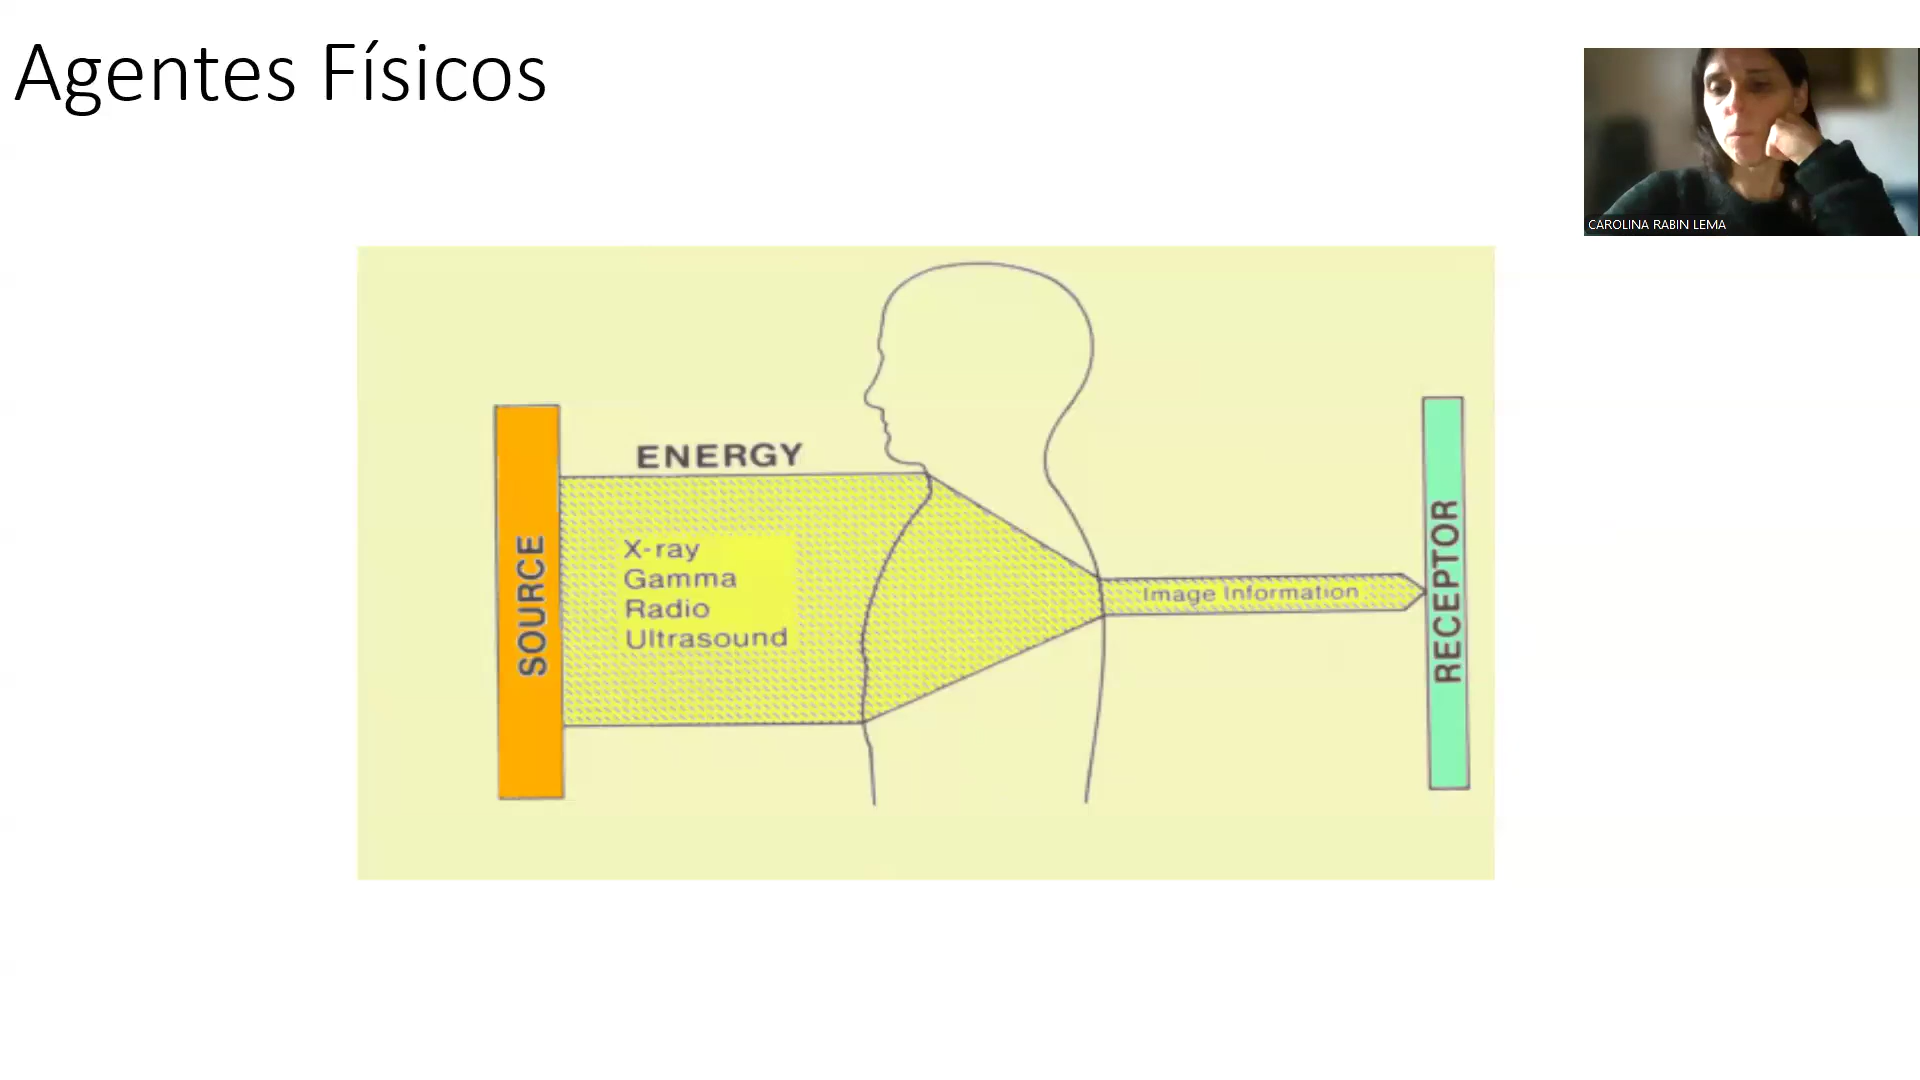 Agentes Físicos
CAROLINA RABIN LEMA
ENERGY
SOURCE
X-ray
Gamma
Radio
Ultrasound
Image Information
RECEPTOR